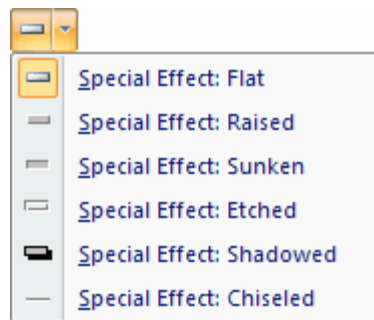 Special Effect: Flat
Special Effect: Raised
Special Effect: Sunken
Special Effect: Etched
Special Effect: Shadowed
Special Effect: Chiseled